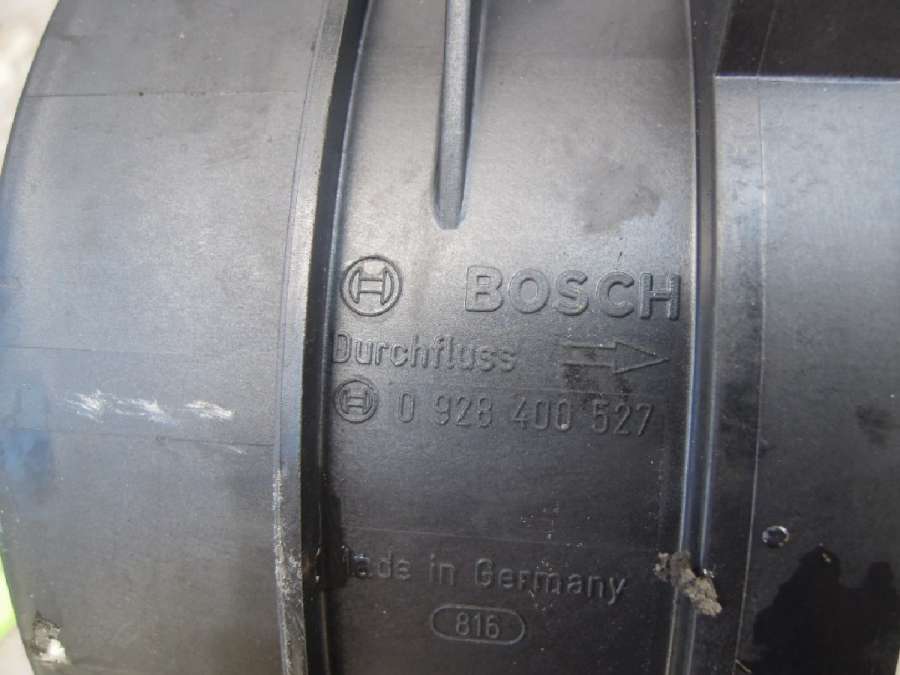 BOSCH
Durchfluss
0 928 400 527
Made in Germany
816